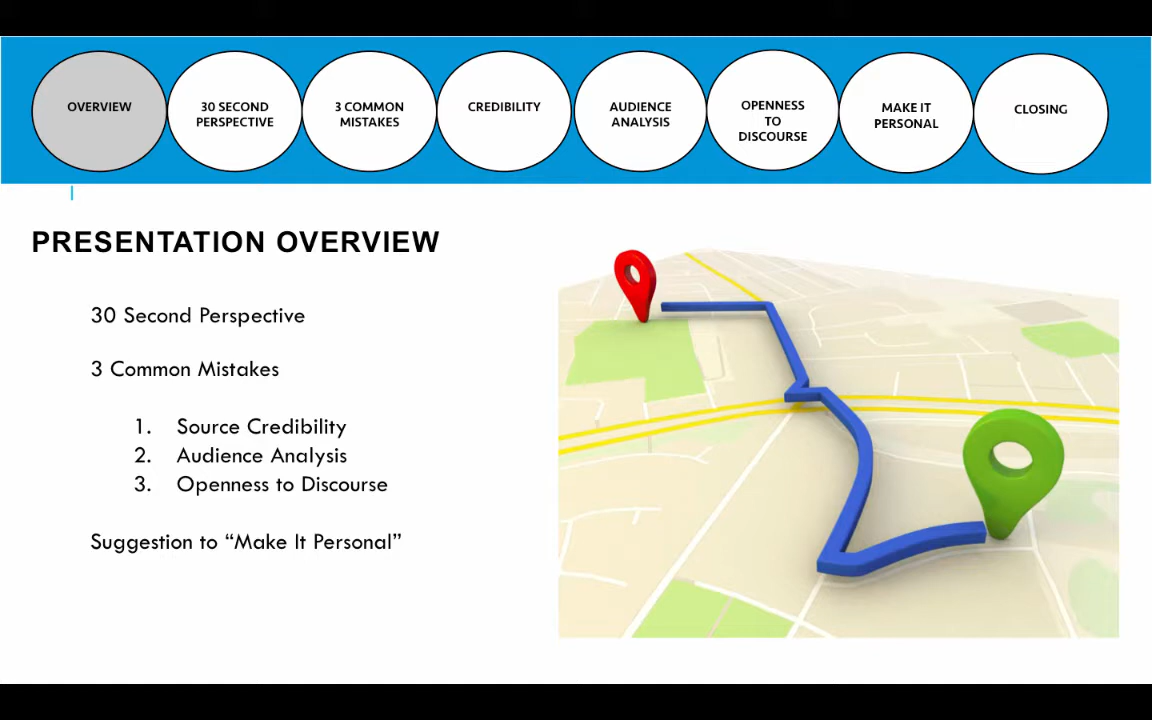 OVERVIEW
30 SECOND
PERSPECTIVE
3 COMMON
MISTAKES
CREDIBILITY
AUDIENCE
ANALYSIS
OPENNESS
TO
DISCOURSE
MAKE IT
PERSONAL
CLOSING
PRESENTATION OVERVIEW
30 Second Perspective
3 Common Mistakes
1. Source Credibility
2. Audience Analysis
3. Openness to Discourse
Suggestion to “Make It Personal”